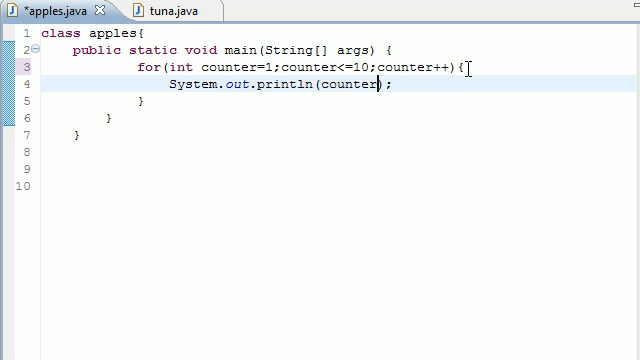 *apples.java
tuna.java
1 class apples{
2 public static void main(String[] args) {
3 for(int counter=1;counter<=10;counter++){
4 System.out.println(counter);
5 }
6 }
7 }
8
9
10